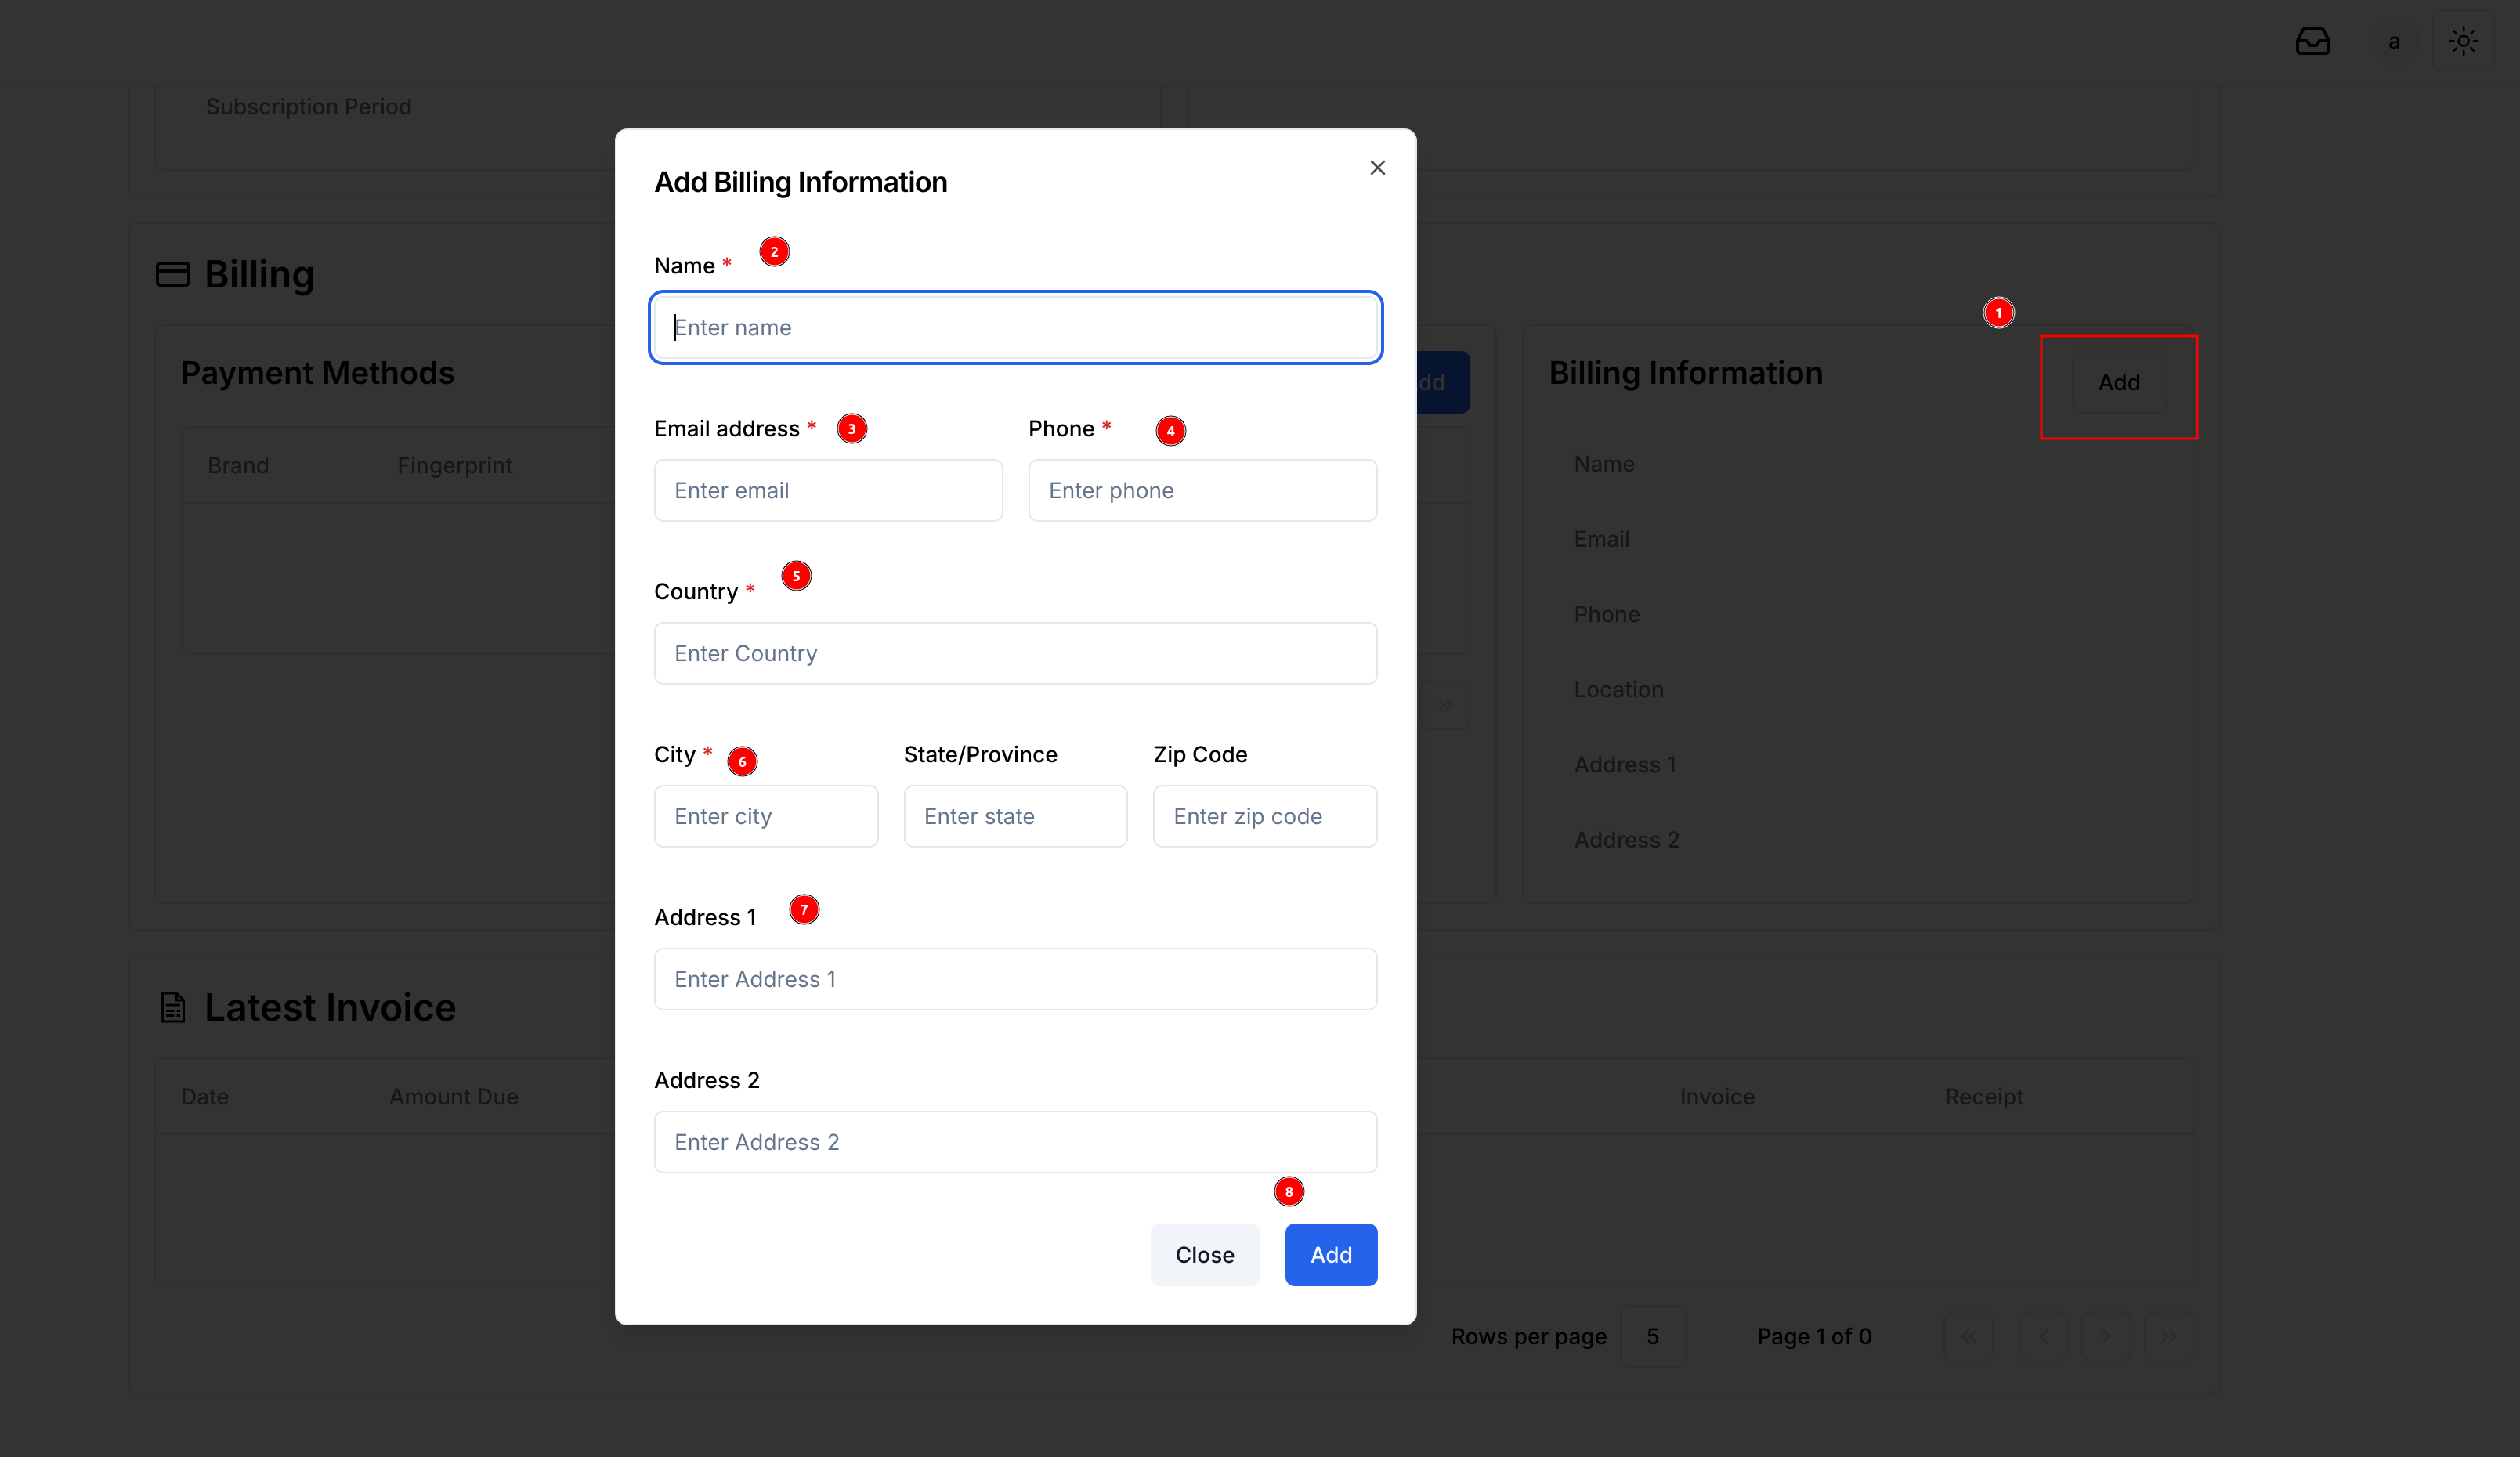 a
Subscription Period
Add Billing Information
Name * 2
Enter name
Email address * 3 Phone * 4
Enter email Enter phone
Country * 5
Enter Country
City * 6 State/Province Zip Code
Enter city Enter state Enter zip code
Address 1 7
Enter Address 1
Address 2
Enter Address 2
8
Close Add
Billing
Payment Methods dd
Brand Fingerprint
1
Billing Information Add
Name
Email
Phone
Location
Address 1
Address 2
Latest Invoice
Date Amount Due Invoice Receipt
Rows per page 5 Page 1 of 0